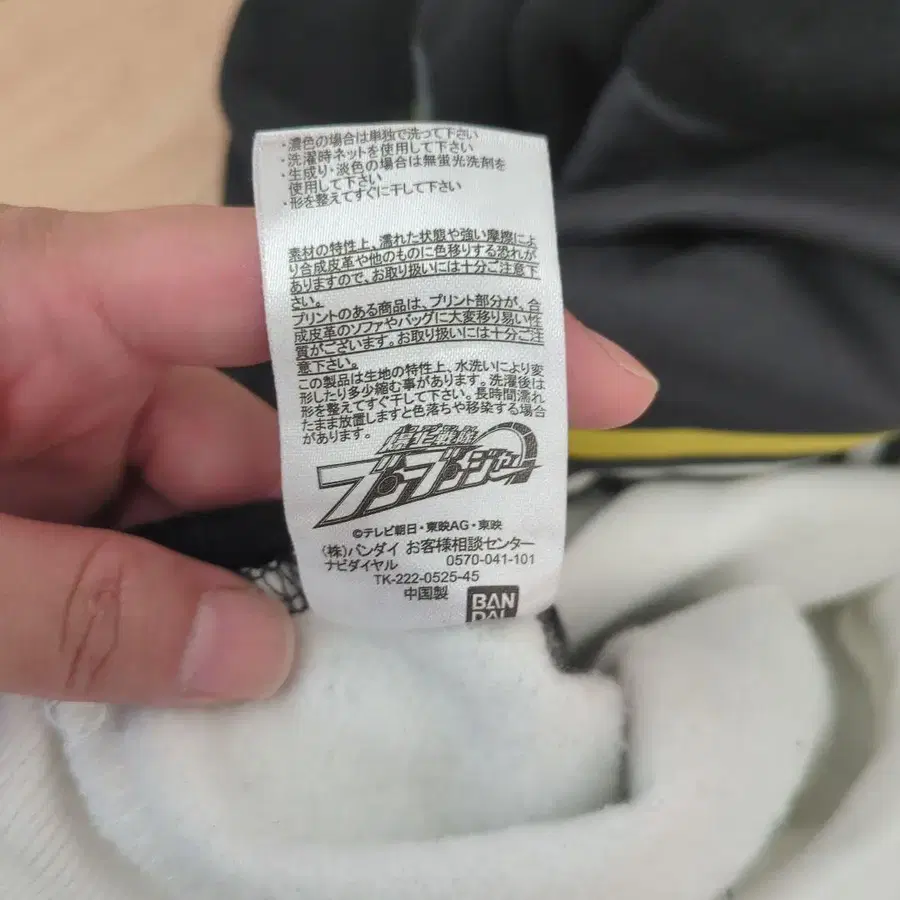 ・濃色の場合は単独で洗って下さい
・洗濯時ネットを使用して下さい
・生成り・淡色の場合は無蛍光洗剤を
使用して下さい
・形を整えてすぐに干して下さい
素材の特性上、濡れた状態や強い摩擦によ
り合成皮革や他のものに色移りする恐れが
ありますので、お取り扱いには十分ご注意下
さい。
プリントのある商品は、プリント部分が、合
成皮革のソファやバッグに大変移り易い性
質がございます。お取り扱いには十分ご注
意下さい。
この製品は生地の特性上、水洗いにより変
形したり多少縮む事があります。洗濯後は
形を整えてすぐ干して下さい。長時間濡れ
たまま放置しますと色落ちや移染する場合
があります。
爆上戦隊
ブンブンジャー
©テレビ朝日・東映AG・東映
(株)バンダイ お客様相談センター
ナビダイヤル 0570-041-101
TK-222-0525-45
中国製
BAN
DAI